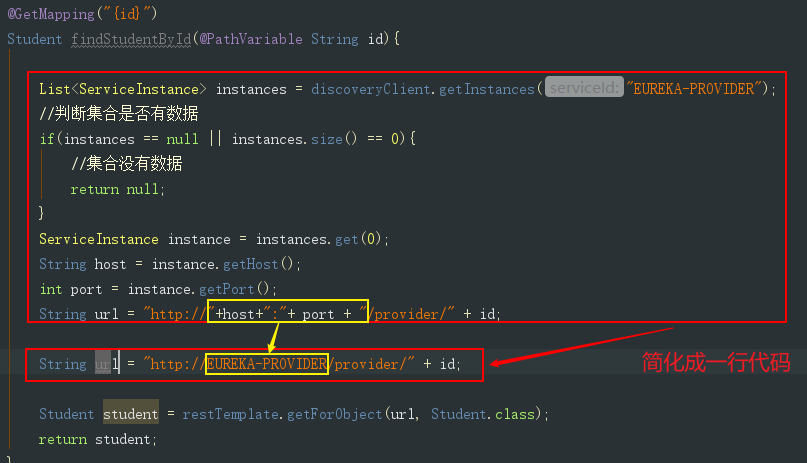 @GetMapping("{id}")
Student findStudentById(@PathVariable String id){
List<ServiceInstance> instances = discoveryClient.getInstances( serviceId: "EUREKA-PROVIDER");
//判断集合是否有数据
if(instances == null || instances.size() == 0){
//集合没有数据
return null;
}
ServiceInstance instance = instances.get(0);
String host = instance.getHost();
int port = instance.getPort();
String url = "http://"+host+":"+ port + "/provider/" + id;
String url = "http://EUREKA-PROVIDER/provider/" + id;
简化成一行代码
Student student = restTemplate.getForObject(url, Student.class);
return student;
}